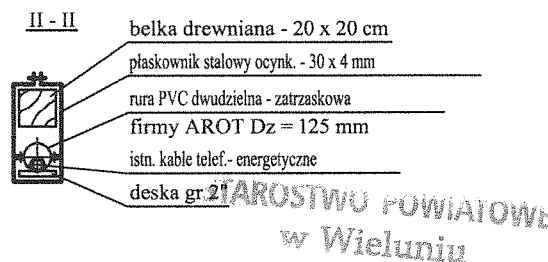 II - II
belka drewniana - 20 x 20 cm
płaskownik stalowy ocynk. - 30 x 4 mm
rura PVC dwudzielna - zatrzaskowa
firmy AROT Dz = 125 mm
istn. kable telef.- energetyczne
deska gr.2"
STAROSTWO POWIATOWE
w Wieluniu